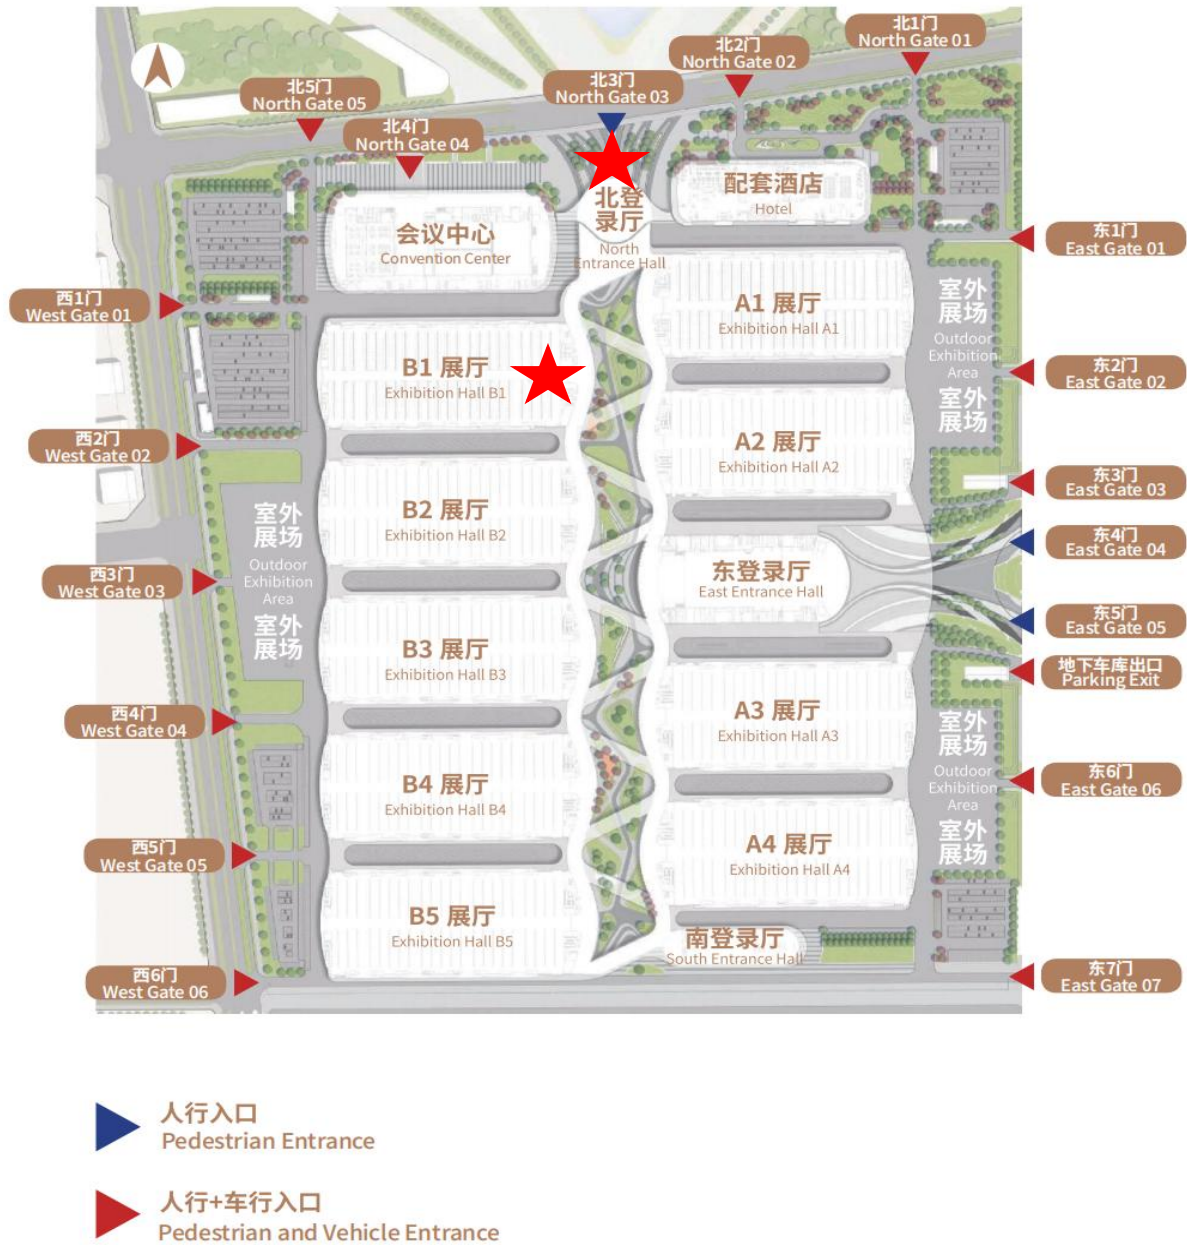 北1门
North Gate 01
北2门
North Gate 02
北3门
North Gate 03
北5门
North Gate 05
北4门
North Gate 04
配套酒店
Hotel
北登
录厅
North
Entrance Hall
会议中心
Convention Center
东1门
East Gate 01
西1门
West Gate 01
A1 展厅
Exhibition Hall A1
室外
展场
Outdoor
Exhibition
Area
室外
展场
B1 展厅
Exhibition Hall B1
东2门
East Gate 02
西2门
West Gate 02
A2 展厅
Exhibition Hall A2
东3门
East Gate 03
B2 展厅
Exhibition Hall B2
室外
展场
Outdoor
Exhibition
Area
室外
展场
东4门
East Gate 04
西3门
West Gate 03
东登录厅
East Entrance Hall
东5门
East Gate 05
B3 展厅
Exhibition Hall B3
地下车库出口
Parking Exit
西4门
West Gate 04
A3 展厅
Exhibition Hall A3
室外
展场
Outdoor
Exhibition
Area
室外
展场
东6门
East Gate 06
B4 展厅
Exhibition Hall B4
西5门
West Gate 05
A4 展厅
Exhibition Hall A4
B5 展厅
Exhibition Hall B5
南登录厅
South Entrance Hall
西6门
West Gate 06
东7门
East Gate 07
人行入口
Pedestrian Entrance
人行+车行入口
Pedestrian and Vehicle Entrance